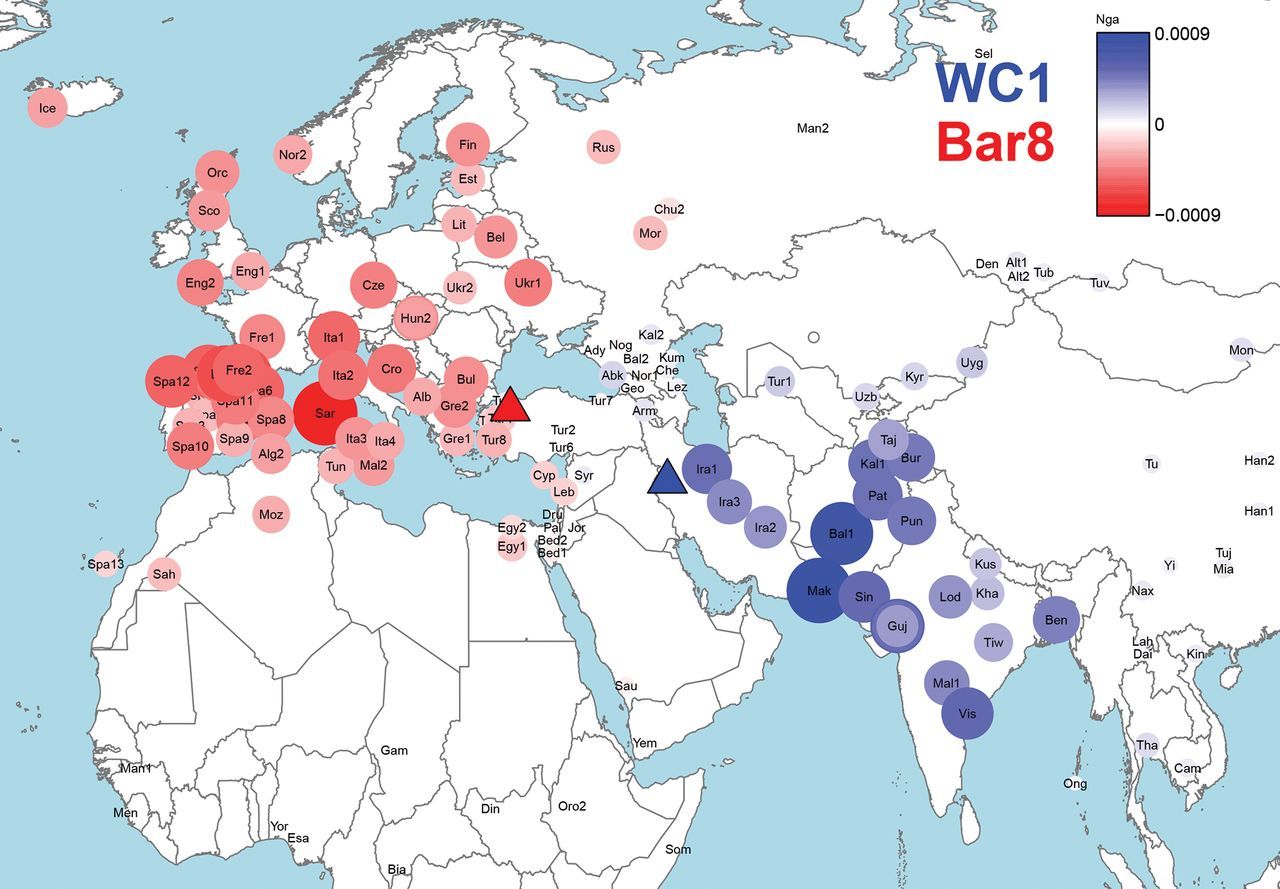 Nga
0.0009
0
−0.0009
WC1
Bar8
Sel
Man2
Ice
Nor2
Fin
Rus
Orc
Est
Sco
Chu2
Lit
Bel
Mor
Eng2
Eng1
Cze
Ukr2
Ukr1
Den
Alt1
Alt2
Tub
Tuv
Hun2
Fre1
Ita1
Kal2
Ady
Nog
Bal2
Kum
Che
Nor1
Geo
Lez
Abk
Mon
Uyg
Kyr
Tur1
Uzb
Spa12
Fre2
Ita2
Cro
Bul
Alb
Gre2
Spa11
Spa8
Sar
Tur7
Arm
Spa10
Spa9
Alg2
Ita3
Ita4
Gre1
Tur8
Tur2
Tur6
Tun
Mal2
Cyp
Syr
Leb
Ira1
Ira3
Ira2
Taj
Kal1
Bur
Pat
Pun
Bal1
Tu
Han2
Han1
Moz
Egy2
Egy1
Dru
Pal
Jor
Bed2
Bed1
Spa13
Sah
Mak
Sin
Guj
Kus
Kha
Lod
Tiw
Ben
Yi
Tuj
Mia
Nax
Lah
Dai
Kin
Mal1
Vis
Sau
Yem
Gam
Man1
Men
Yor
Esa
Din
Oro2
Bia
Som
Tha
Cam
Ong